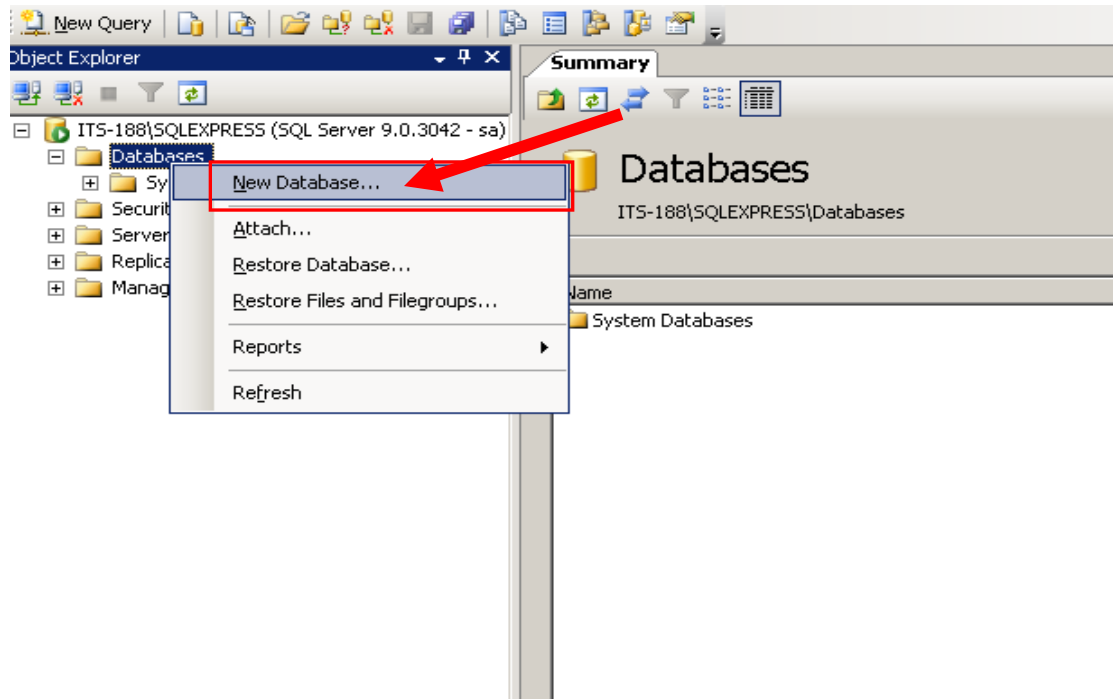 New Query
Object Explorer
Summary
ITS-188\SQLEXPRESS (SQL Server 9.0.3042 - sa)
Databases
Sy
Securit
Server
Replica
Manag
New Database...
Attach...
Restore Database...
Restore Files and Filegroups...
Reports
Refresh
Databases
ITS-188\SQLEXPRESS\Databases
Name
System Databases